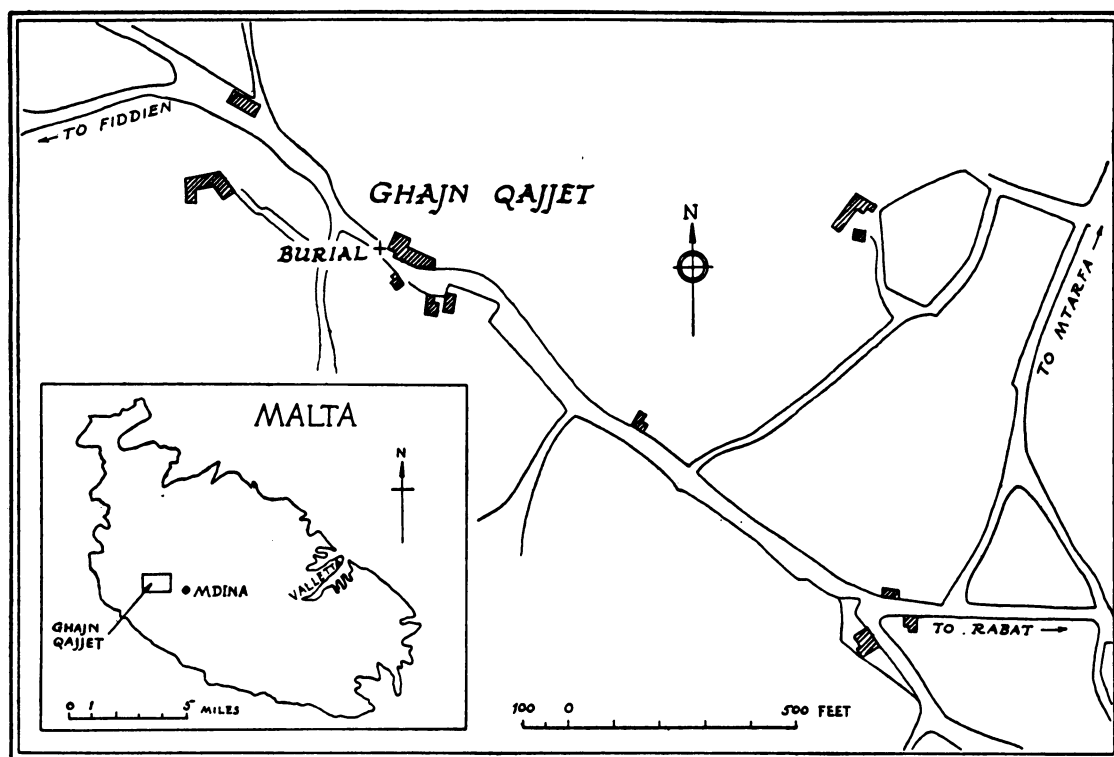 ← TO FIDDIEN
GHAJN QAJJET
BURIAL
N
TO MTARFA →
MALTA
N
VALLETTA
MDINA
GHAJN
QAJJET
TO . RABAT →
0 1 5 MILES
100 0 500 FEET